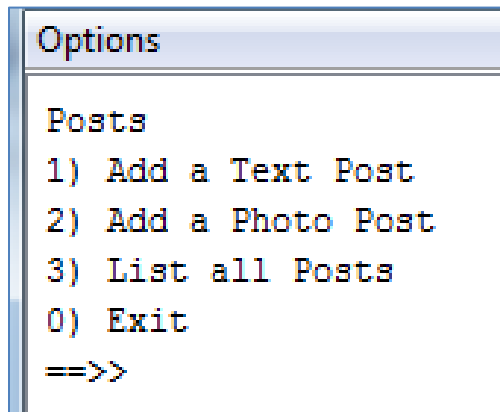 Options
Posts
1) Add a Text Post
2) Add a Photo Post
3) List all Posts
0) Exit
==>>